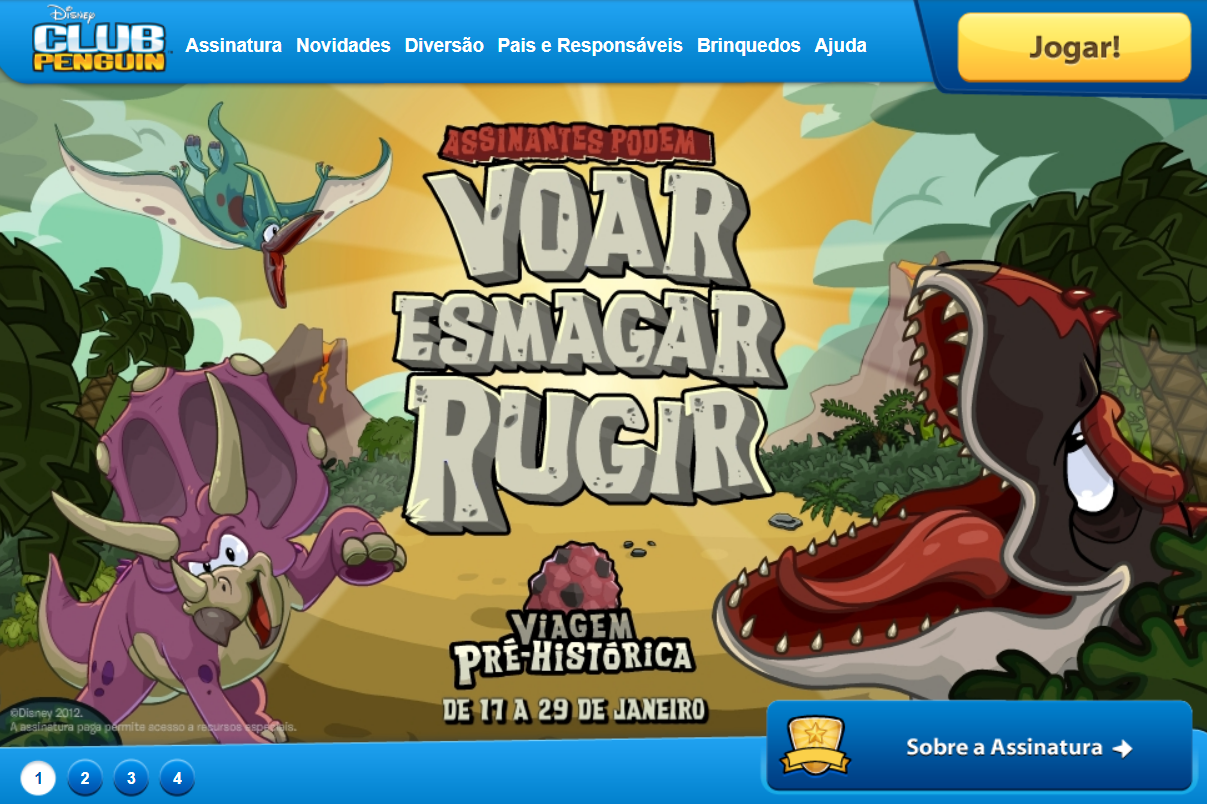 Disney
CLUB
PENGUIN
Assinatura Novidades Diversão Pais e Responsáveis Brinquedos Ajuda
Jogar!
ASSINANTES PODEM
VOAR
ESMAGAR
RUGIR
VIAGEM
PRÉ-HISTÓRICA
DE 17 A 29 DE JANEIRO
©Disney 2012.
A assinatura paga permite acesso a recursos especiais.
Sobre a Assinatura
1 2 3 4